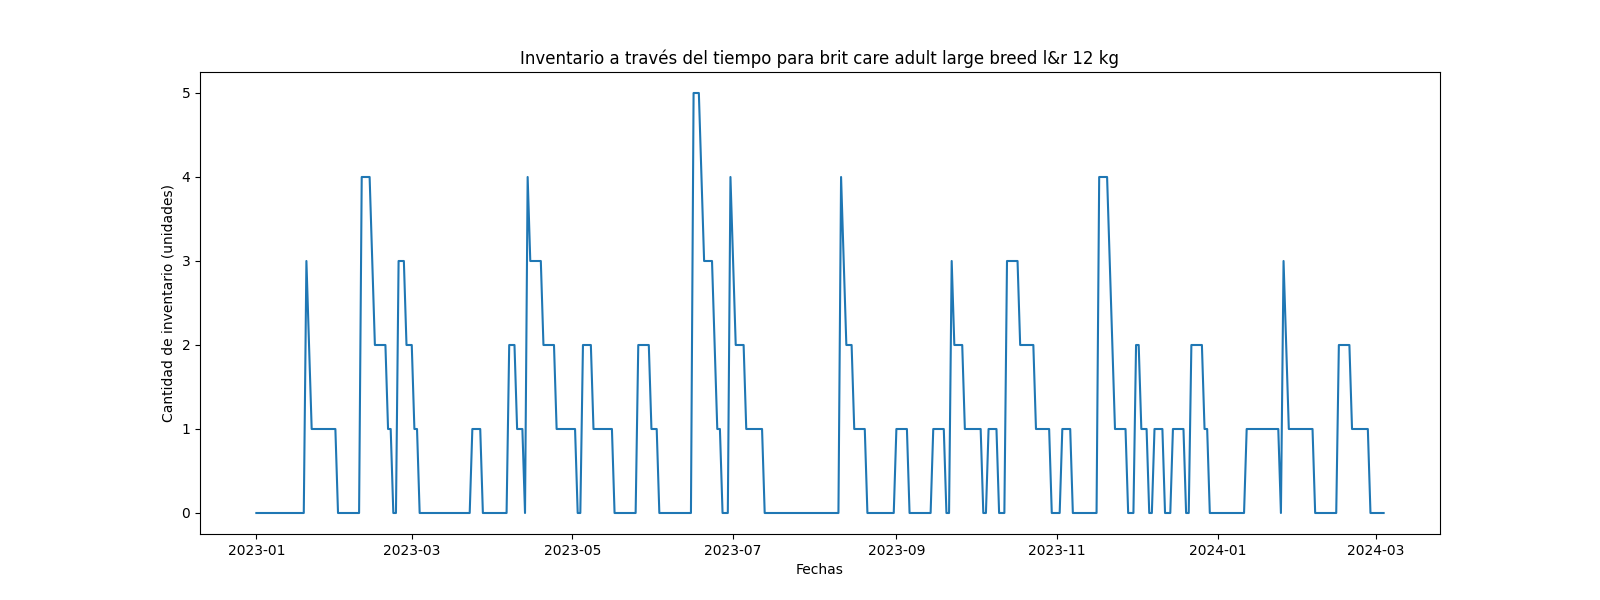 Inventario a través del tiempo para brit care adult large breed l&r 12 kg
Cantidad de inventario (unidades)
5
4
3
2
1
0
2023-01 2023-03 2023-05 2023-07 2023-09 2023-11 2024-01 2024-03
Fechas